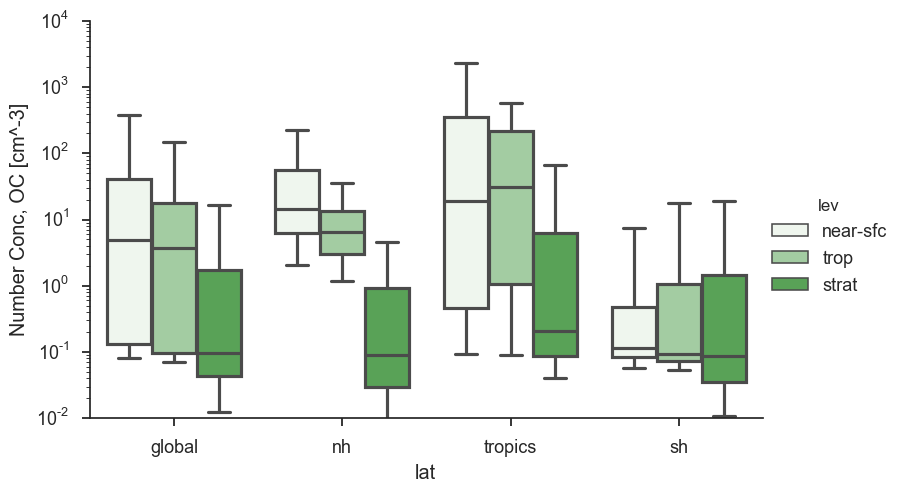 Number Conc, OC [cm^-3]
10^4
10^3
10^2
10^1
10^0
10^-1
10^-2
global nh tropics sh
lat
lev
near-sfc
trop
strat